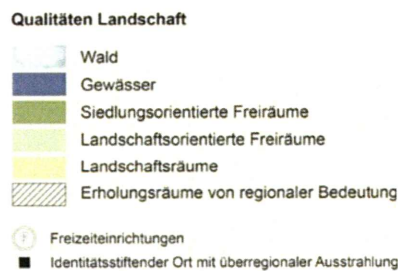 Qualitäten Landschaft
Wald
Gewässer
Siedlungsorientierte Freiräume
Landschaftsorientierte Freiräume
Landschaftsräume
Erholungsräume von regionaler Bedeutung
Freizeiteinrichtungen
Identitätsstiftender Ort mit überregionaler Ausstrahlung